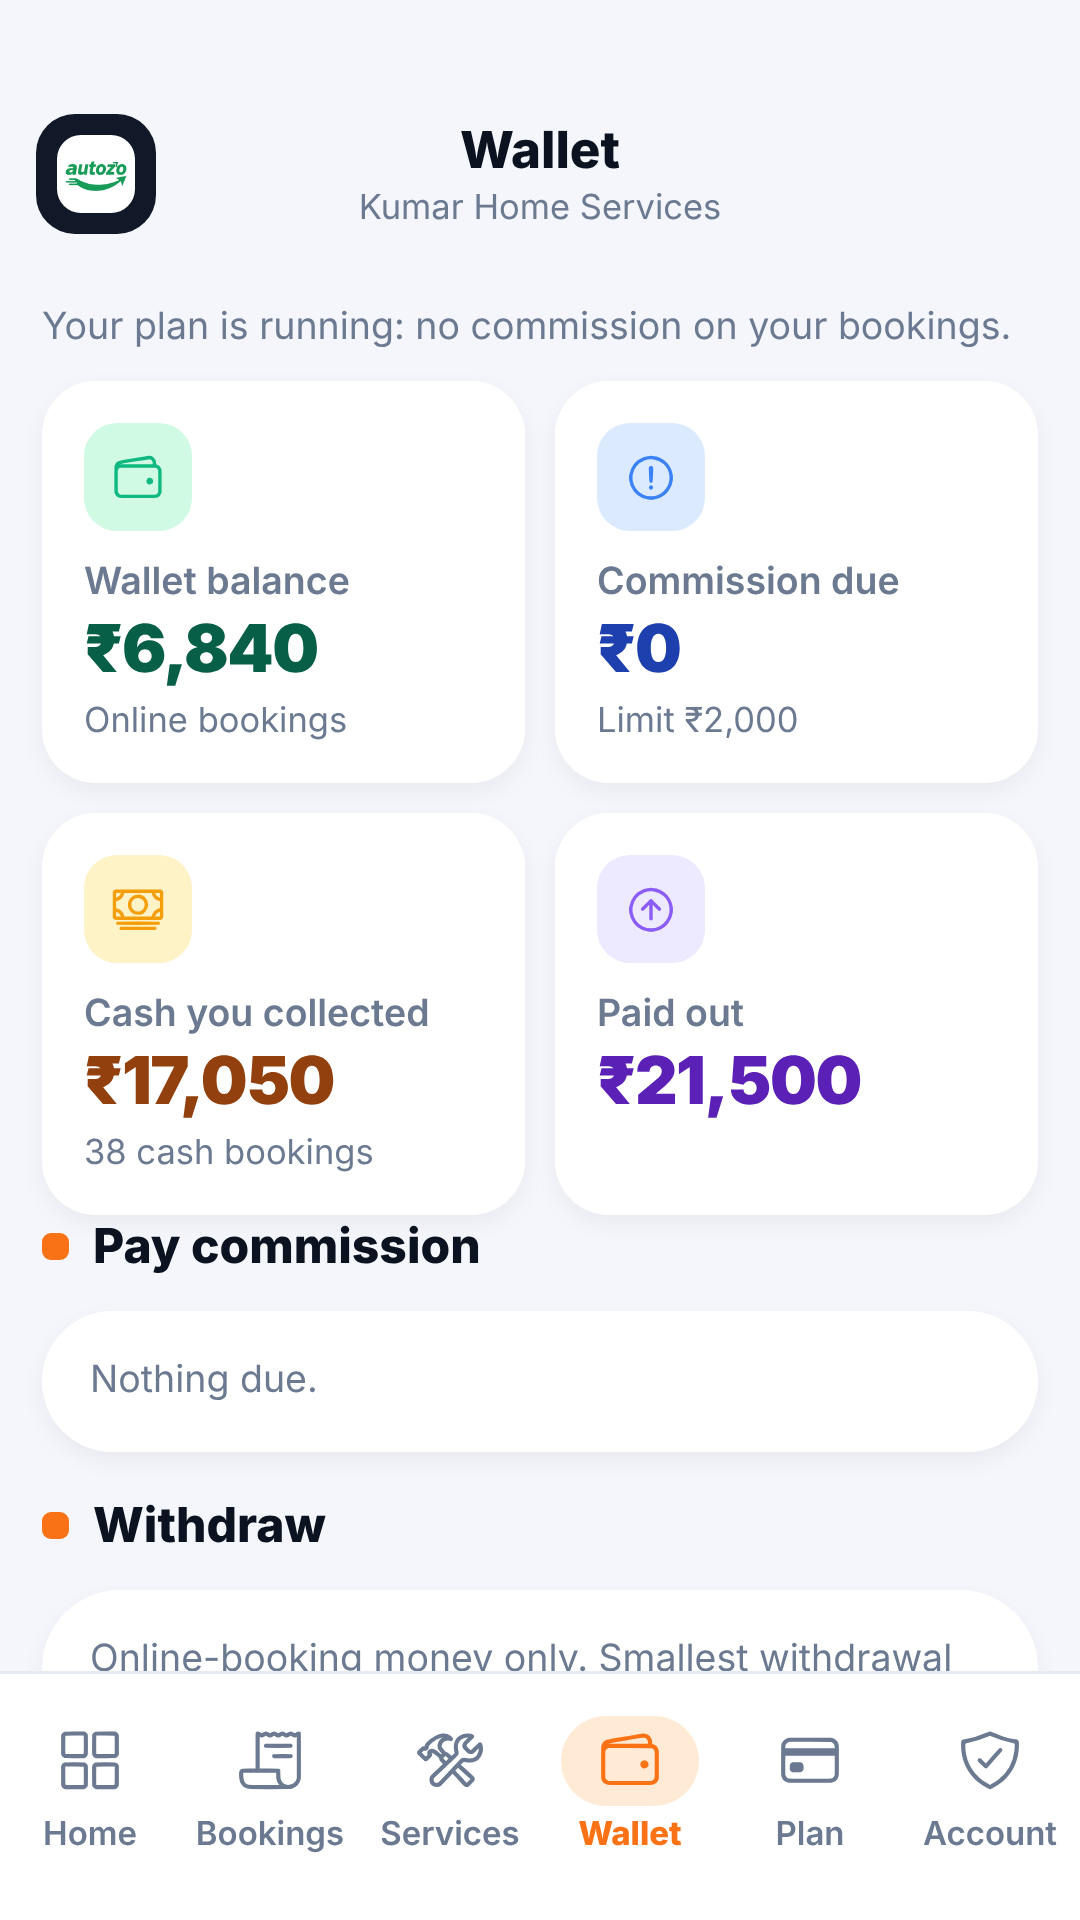 autozo
Wallet
Kumar Home Services
Your plan is running: no commission on your bookings.
Wallet balance
₹6,840
Online bookings
Commission due
₹0
Limit ₹2,000
Cash you collected
₹17,050
38 cash bookings
Paid out
₹21,500
Pay commission
Nothing due.
Withdraw
Online-booking money only. Smallest withdrawal
Home
Bookings
Services
Wallet
Plan
Account